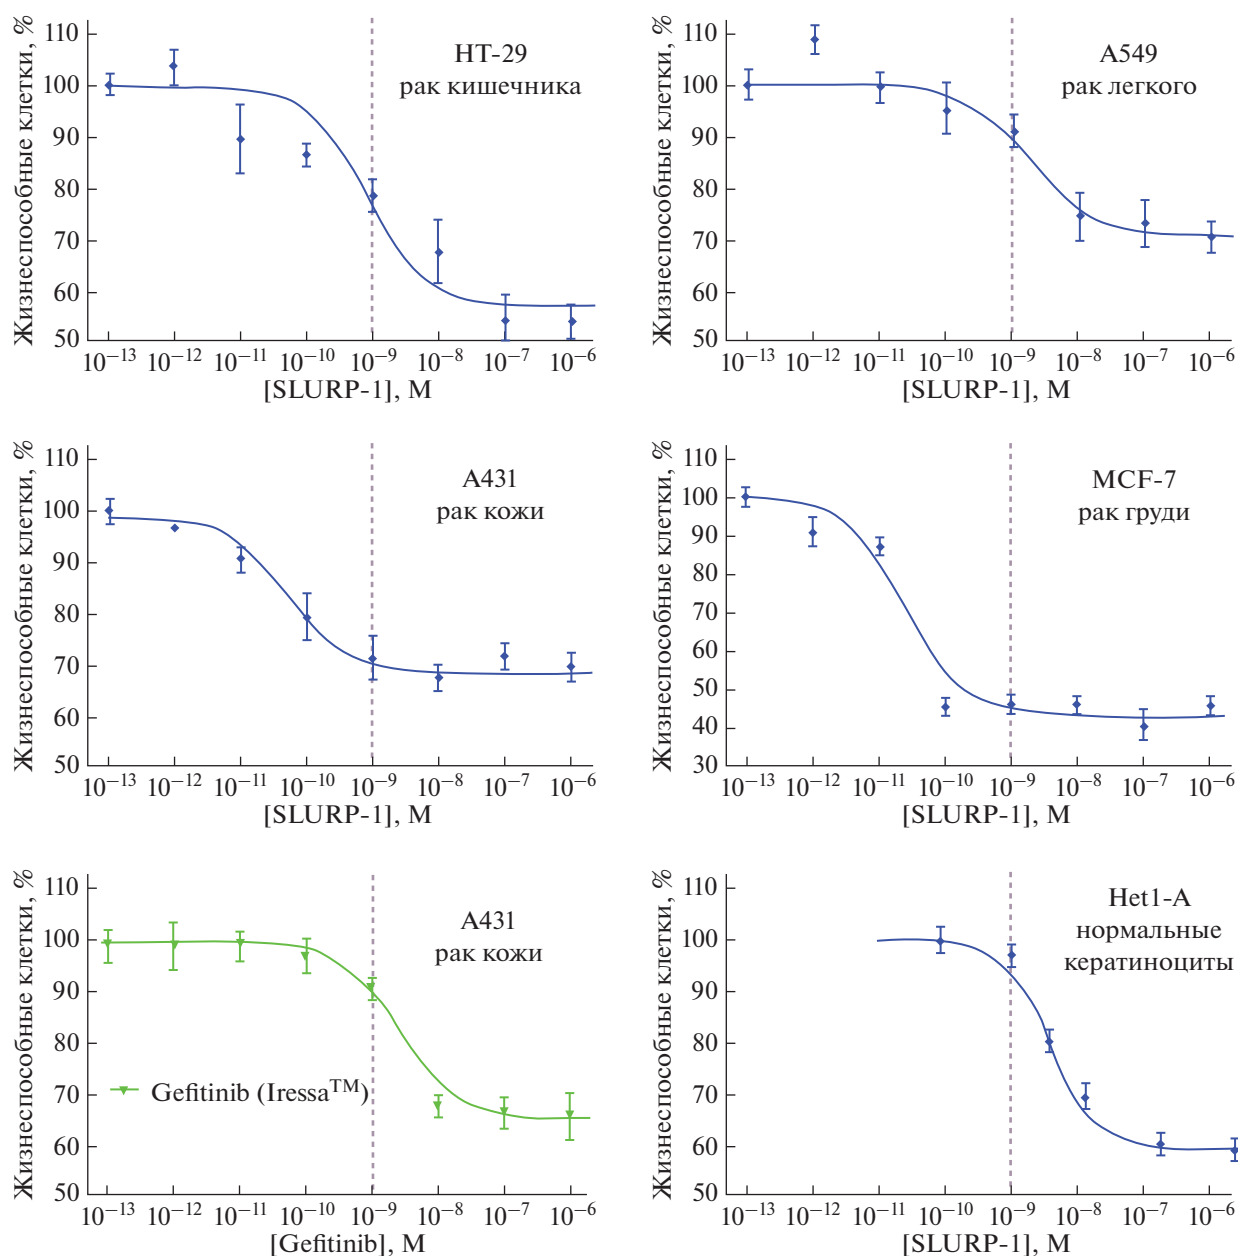 Жизнеспособные клетки, %
110
100
90
80
70
60
50
HT-29
рак кишечника
10−13 10−12 10−11 10−10 10−9 10−8 10−7 10−6
[SLURP-1], M
Жизнеспособные клетки, %
110
100
90
80
70
60
50
A549
рак легкого
10−13 10−12 10−11 10−10 10−9 10−8 10−7 10−6
[SLURP-1], M
Жизнеспособные клетки, %
110
100
90
80
70
60
50
A431
рак кожи
10−13 10−12 10−11 10−10 10−9 10−8 10−7 10−6
[SLURP-1], M
Жизнеспособные клетки, %
110
100
90
80
70
60
50
40
30
MCF-7
рак груди
10−13 10−12 10−11 10−10 10−9 10−8 10−7 10−6
[SLURP-1], M
Жизнеспособные клетки, %
110
100
90
80
70
60
50
A431
рак кожи
Gefitinib (Iressa™)
10−13 10−12 10−11 10−10 10−9 10−8 10−7 10−6
[Gefitinib], M
Жизнеспособные клетки, %
110
100
90
80
70
60
50
Het1-A
нормальные
кератиноциты
10−13 10−12 10−11 10−10 10−9 10−8 10−7 10−6
[SLURP-1], M